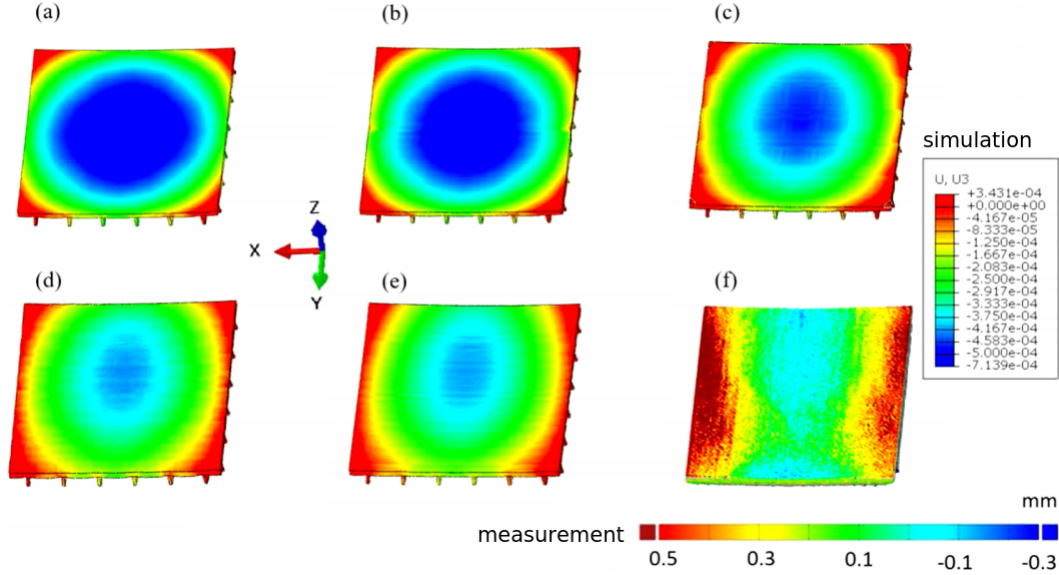 (a)
(b)
(c)
simulation
U, U3
+3.431e-04
+0.000e+00
-4.167e-05
-8.333e-05
-1.250e-04
-1.667e-04
-2.083e-04
-2.500e-04
-2.917e-04
-3.333e-04
-3.750e-04
-4.167e-04
-4.583e-04
-5.000e-04
-7.139e-04
Z
X
Y
(d)
(e)
(f)
mm
measurement
0.5
0.3
0.1
-0.1
-0.3